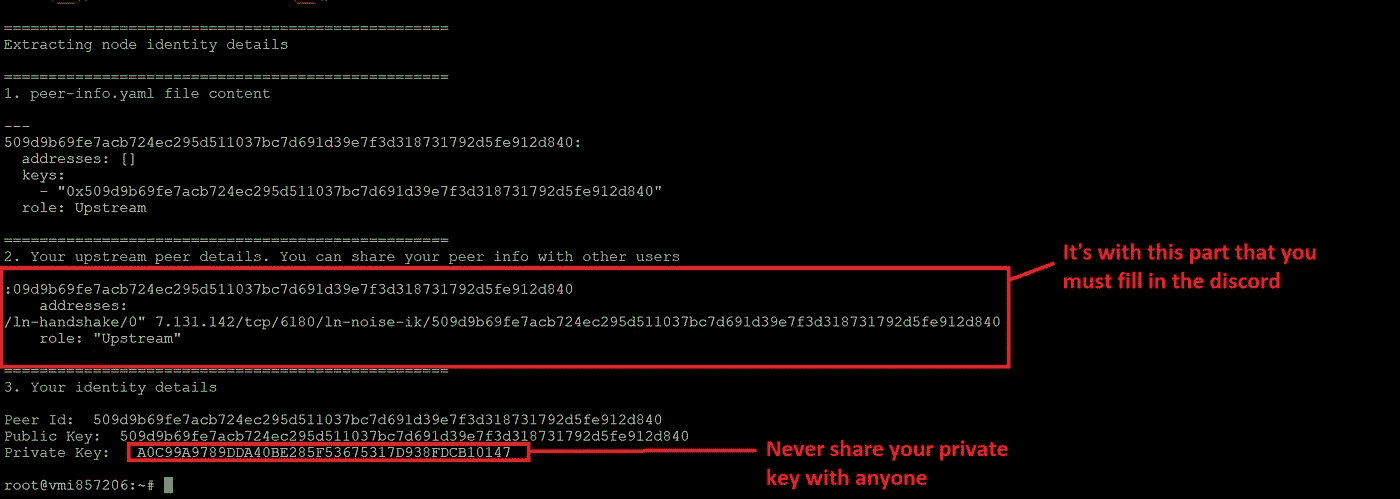 ================================================
Extracting node identity details
================================================
1. peer-info.yaml file content
---
509d9b69fe7acb724ec295d511037bc7d691d39e7f3d318731792d5fe912d840:
addresses: []
keys:
- "0x509d9b69fe7acb724ec295d511037bc7d691d39e7f3d318731792d5fe912d840"
role: Upstream
================================================
2. Your upstream peer details. You can share your peer info with other users
:09d9b69fe7acb724ec295d511037bc7d691d39e7f3d318731792d5fe912d840
addresses:
/ln-handshake/0" 7.131.142/tcp/6180/ln-noise-ik/509d9b69fe7acb724ec295d511037bc7d691d39e7f3d318731792d5fe912d840
role: "Upstream"
It's with this part that you
must fill in the discord
================================================
3. Your identity details
Peer Id: 509d9b69fe7acb724ec295d511037bc7d691d39e7f3d318731792d5fe912d840
Public Key: 509d9b69fe7acb724ec295d511037bc7d691d39e7f3d318731792d5fe912d840
Private Key: A0C99A9789DDA40BE285F53675317D938FDCB10147
Never share your private
key with anyone
root@vmi857206:~#